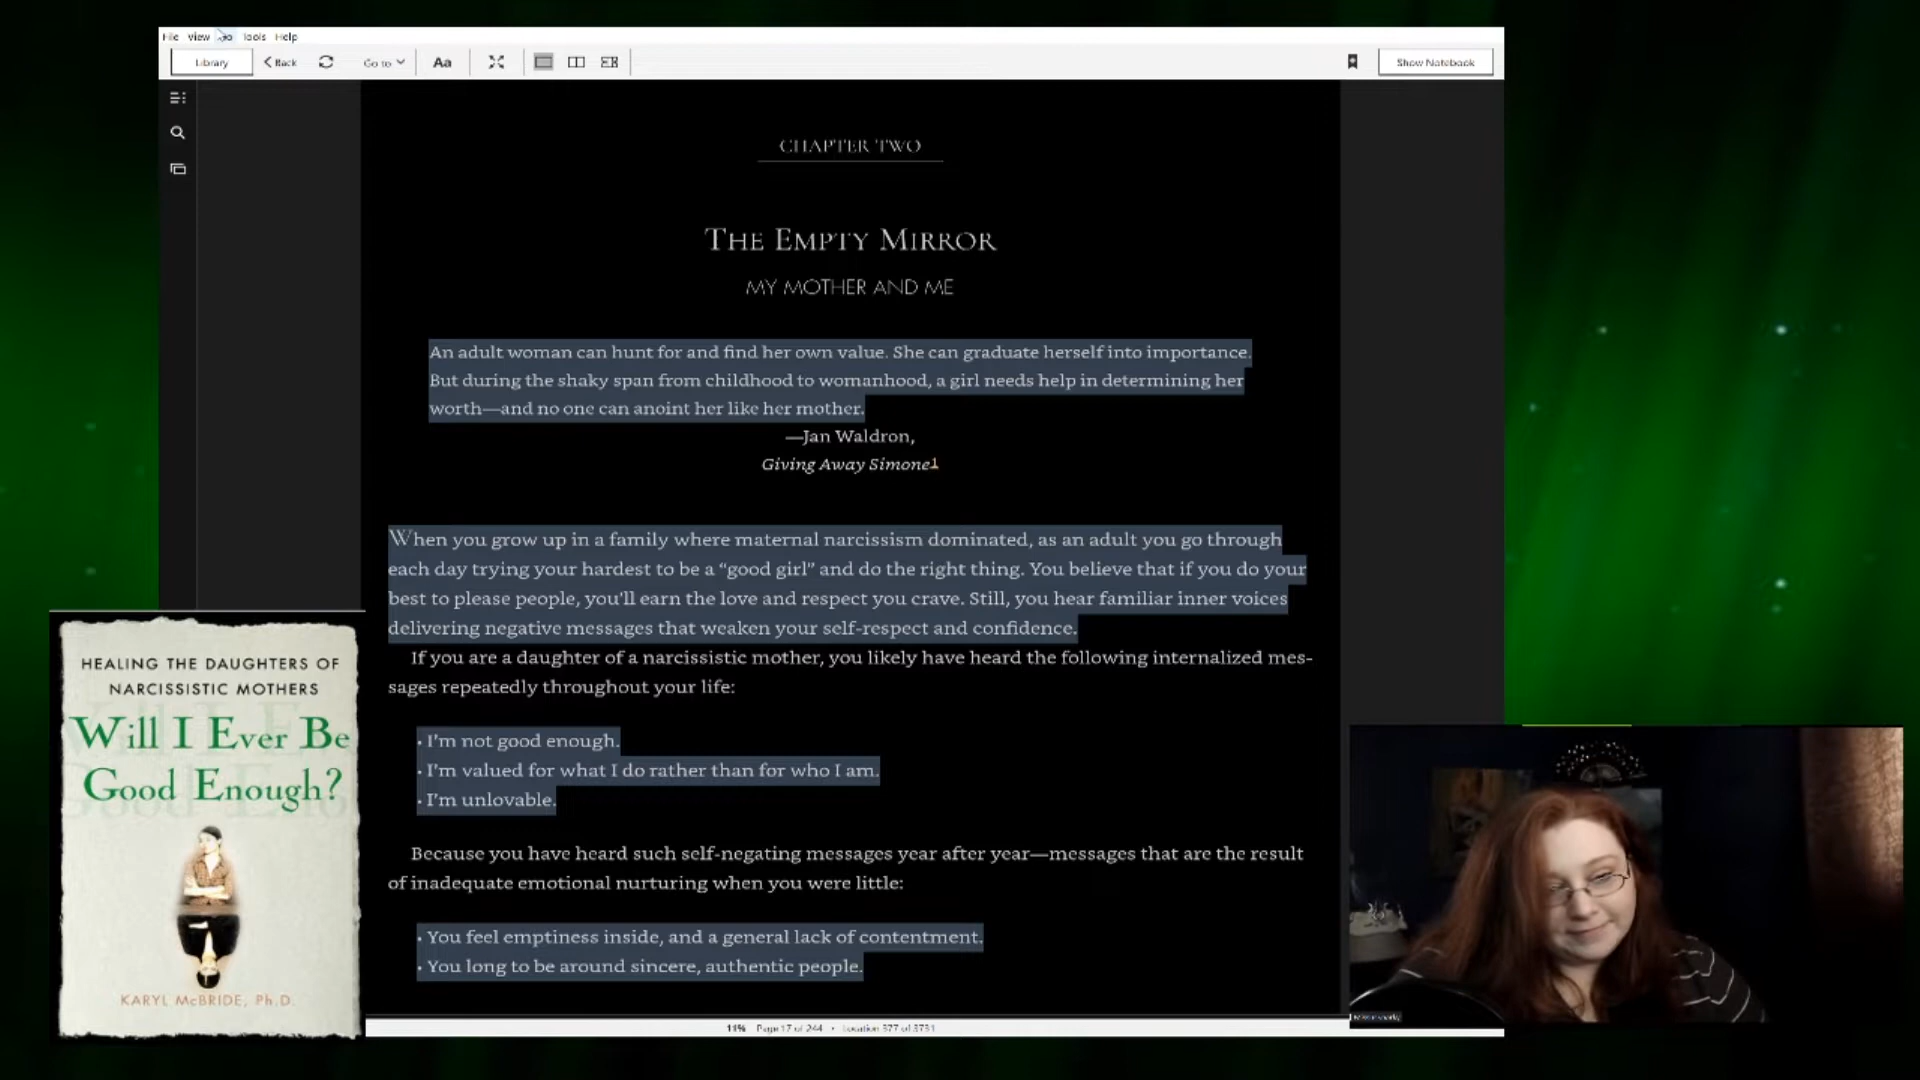 File View Go Tools Help
Library Back Go to Aa Show Notebook
CHAPTER TWO
THE EMPTY MIRROR
MY MOTHER AND ME
An adult woman can hunt for and find her own value. She can graduate herself into importance.
But during the shaky span from childhood to womanhood, a girl needs help in determining her
worth—and no one can anoint her like her mother.
—Jan Waldron,
Giving Away Simone1
When you grow up in a family where maternal narcissism dominated, as an adult you go through
each day trying your hardest to be a “good girl” and do the right thing. You believe that if you do your
best to please people, you'll earn the love and respect you crave. Still, you hear familiar inner voices
delivering negative messages that weaken your self-respect and confidence.
If you are a daughter of a narcissistic mother, you likely have heard the following internalized mes-
sages repeatedly throughout your life:
• I'm not good enough.
• I'm valued for what I do rather than for who I am.
• I'm unlovable.
Because you have heard such self-negating messages year after year—messages that are the result
of inadequate emotional nurturing when you were little:
• You feel emptiness inside, and a general lack of contentment.
• You long to be around sincere, authentic people.
11% Page 17 of 244 • Location 377 of 3731
HEALING THE DAUGHTERS OF
NARCISSISTIC MOTHERS
Will I Ever Be
Good Enough?
KARYL McBRIDE, Ph.D.